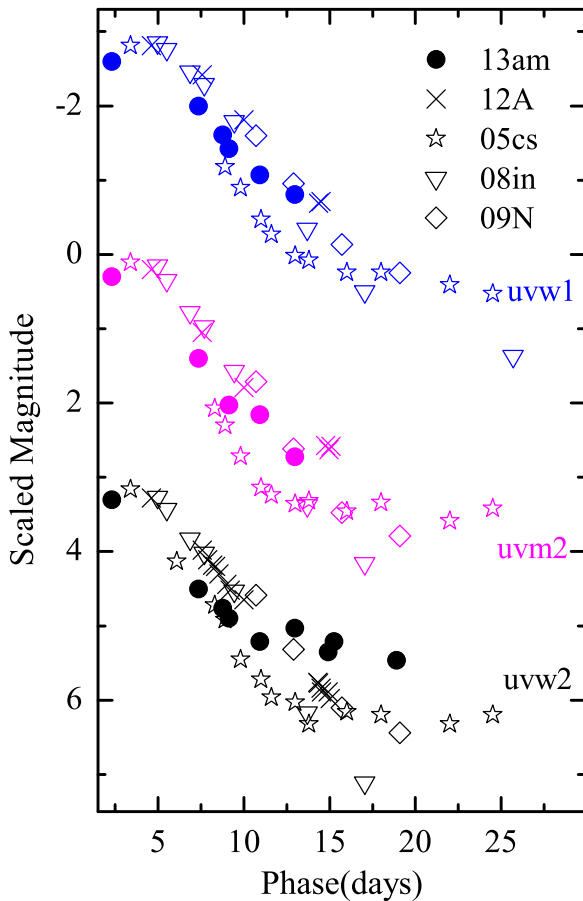 13am
12A
05cs
08in
09N
-2
0
2
4
6
Scaled Magnitude
uvw1
uvm2
uvw2
5
10
15
20
25
Phase(days)